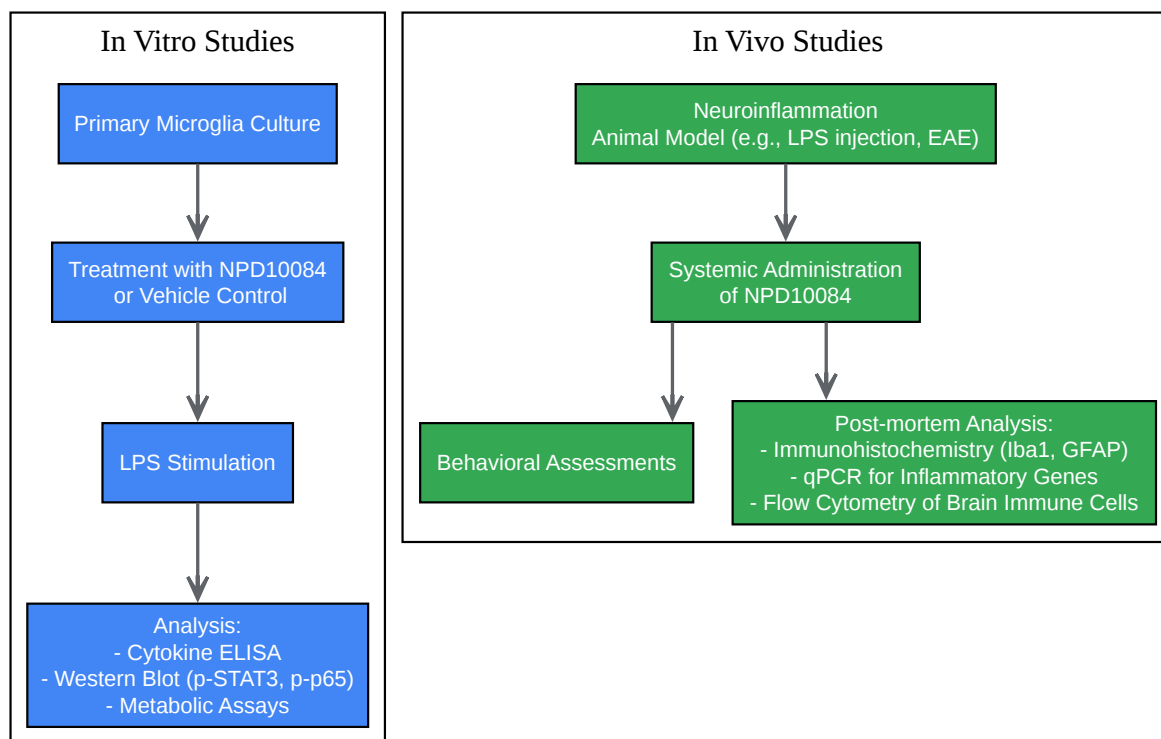 In Vitro Studies
Primary Microglia Culture
Treatment with NPD10084
or Vehicle Control
LPS Stimulation
Analysis:
- Cytokine ELISA
- Western Blot (p-STAT3, p-p65)
- Metabolic Assays
In Vivo Studies
Neuroinflammation
Animal Model (e.g., LPS injection, EAE)
Systemic Administration
of NPD10084
Behavioral Assessments
Post-mortem Analysis:
- Immunohistochemistry (Iba1, GFAP)
- qPCR for Inflammatory Genes
- Flow Cytometry of Brain Immune Cells